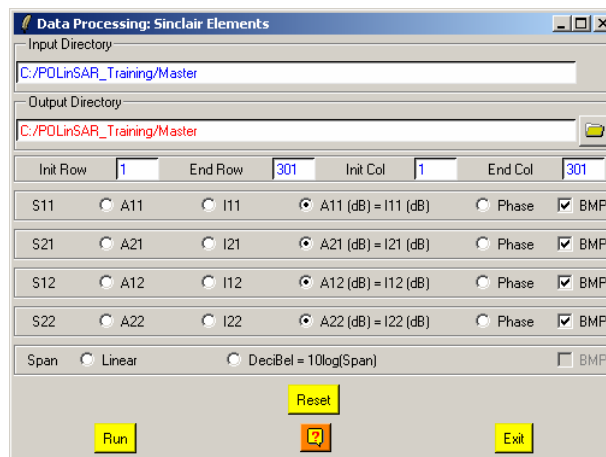 Data Processing: Sinclair Elements
Input Directory
C:/POLinSAR_Training/Master
Output Directory
C:/POLinSAR_Training/Master
Init Row 1 End Row 301 Init Col 1 End Col 301
S11 A11 I11 A11 (dB) = I11 (dB) Phase BMP
S21 A21 I21 A21 (dB) = I21 (dB) Phase BMP
S12 A12 I12 A12 (dB) = I12 (dB) Phase BMP
S22 A22 I22 A22 (dB) = I22 (dB) Phase BMP
Span Linear DeciBel = 10log(Span) BMP
Reset
Run ? Exit